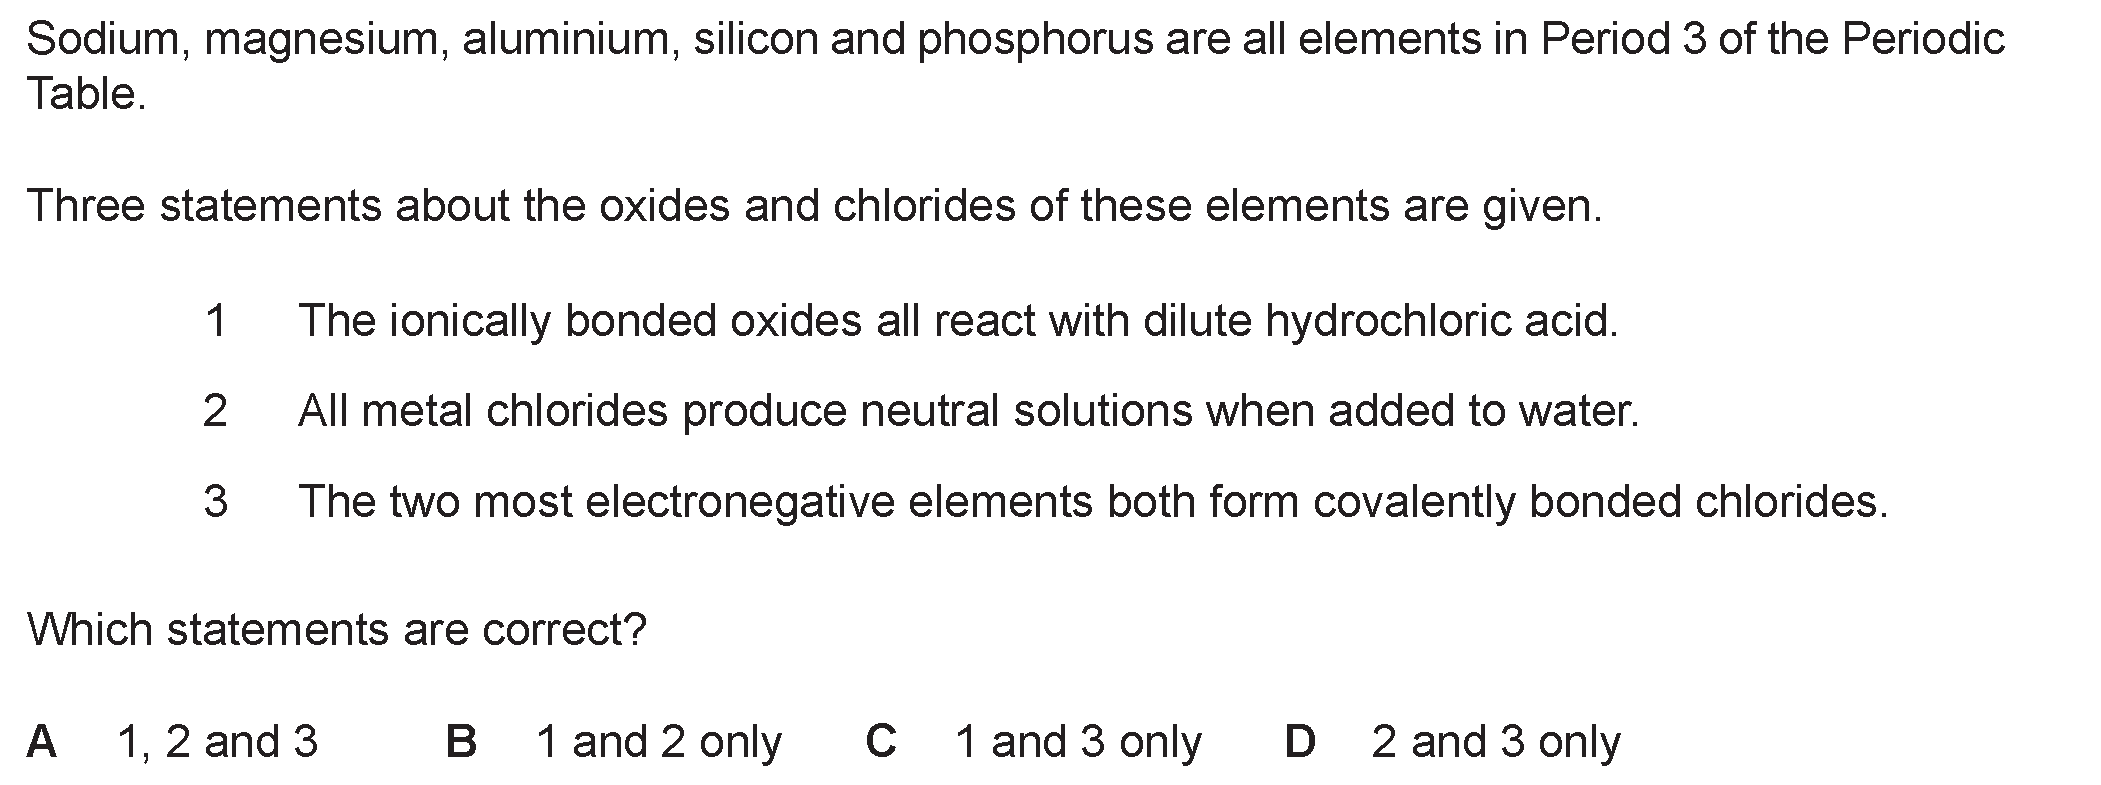 Sodium, magnesium, aluminium, silicon and phosphorus are all elements in Period 3 of the Periodic
Table.
Three statements about the oxides and chlorides of these elements are given.
1 The ionically bonded oxides all react with dilute hydrochloric acid.
2 All metal chlorides produce neutral solutions when added to water.
3 The two most electronegative elements both form covalently bonded chlorides.
Which statements are correct?
A 1, 2 and 3 B 1 and 2 only C 1 and 3 only D 2 and 3 only